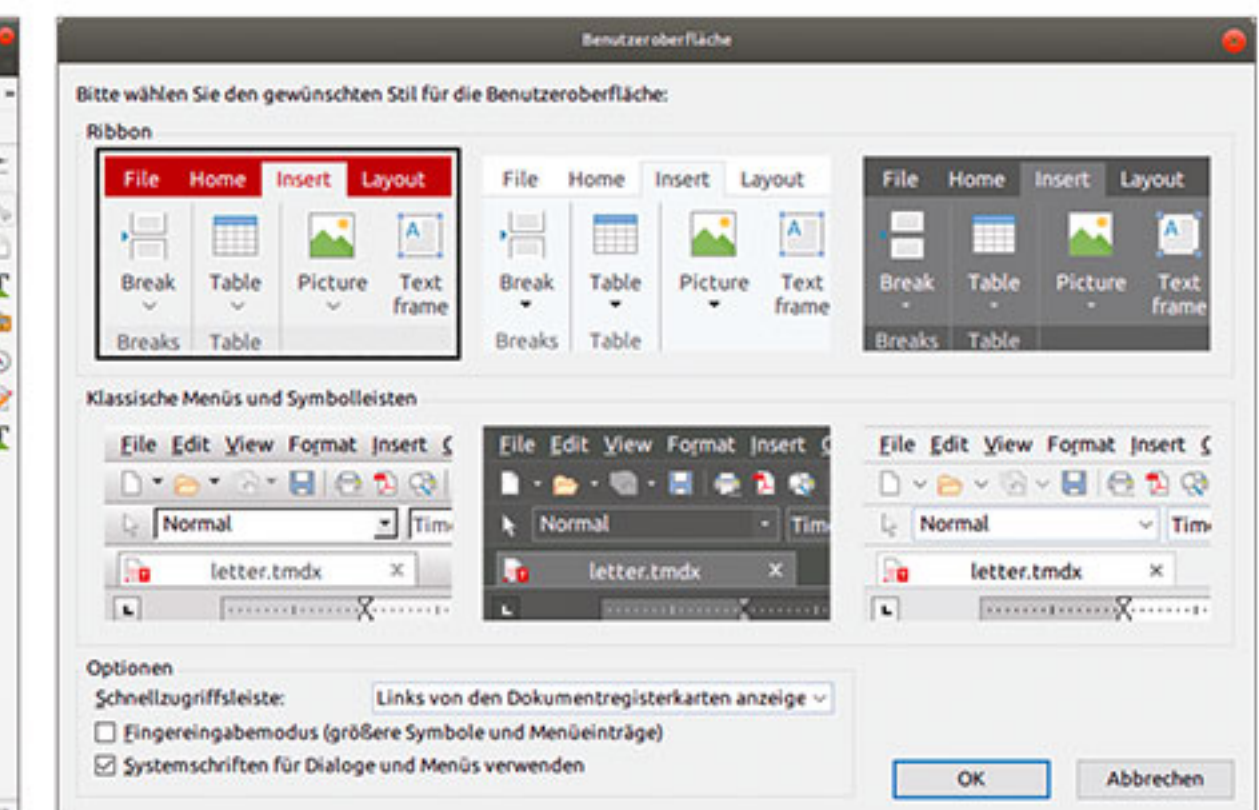 Benutzeroberfläche
Bitte wählen Sie den gewünschten Stil für die Benutzeroberfläche:
Ribbon
File Home Insert Layout
Break Table Picture Text frame
Breaks Table
File Home Insert Layout
Break Table Picture Text frame
Breaks Table
File Home Insert Layout
Break Table Picture Text frame
Breaks Table
Klassische Menüs und Symbolleisten
File Edit View Format Insert
Normal Tim
letter.tmdx
File Edit View Format Insert
Normal Tim
letter.tmdx
File Edit View Format Insert
Normal Tim
letter.tmdx
Optionen
Schnellzugriffsleiste: Links von den Dokumentregisterkarten anzeige
Fingereingabemodus (größere Symbole und Menüeinträge)
Systemschriften für Dialoge und Menüs verwenden
OK Abbrechen